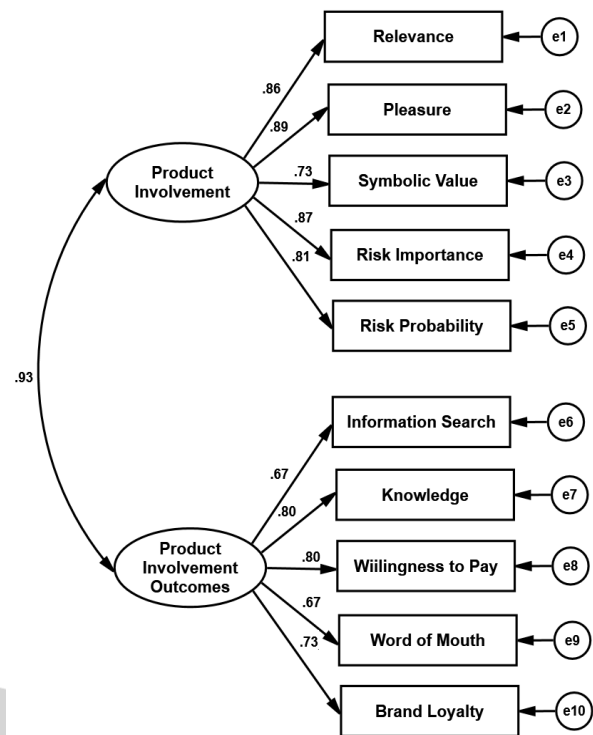 Relevance
e1
.86
Pleasure
e2
.89
Product
Involvement
.73
Symbolic Value
e3
.87
Risk Importance
e4
.81
Risk Probability
e5
.93
Information Search
e6
.67
Knowledge
e7
.80
Product
Involvement
Outcomes
.80
Wiilingness to Pay
e8
.67
Word of Mouth
e9
.73
Brand Loyalty
e10